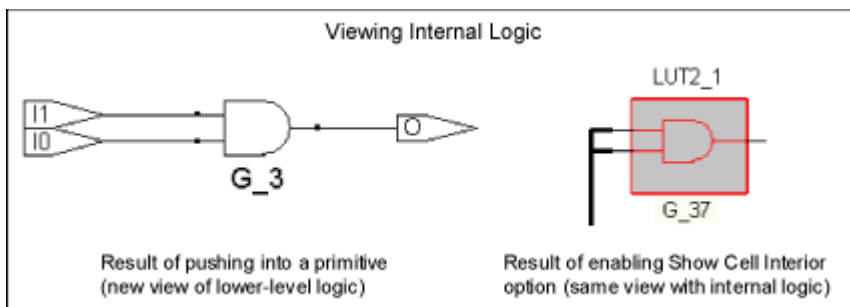 Viewing Internal Logic
LUT2_1
I1
I0
O
G_3
G_37
Result of pushing into a primitive
(new view of lower-level logic)
Result of enabling Show Cell Interior
option (same view with internal logic)